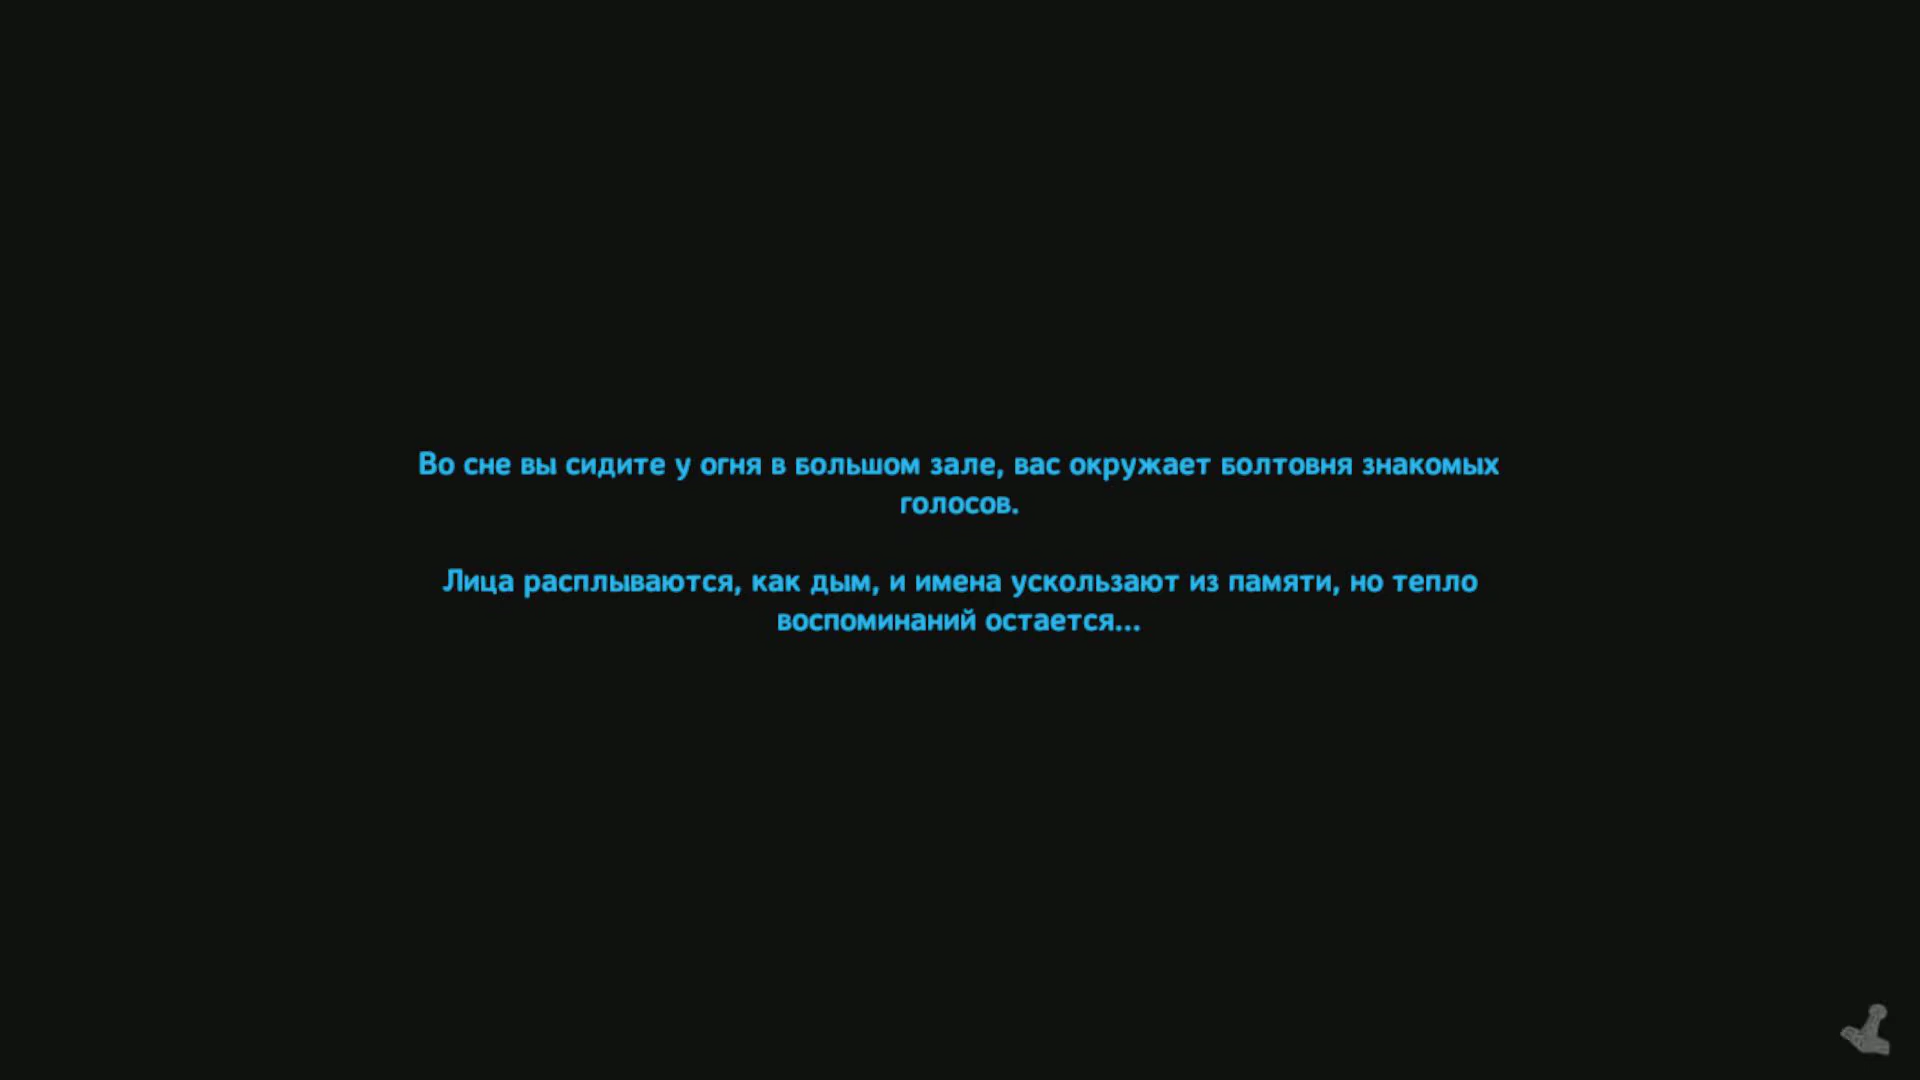 Во сне вы сидите у огня в большом зале, вас окружает болтовня знакомых
голосов.
Лица расплываются, как дым, и имена ускользают из памяти, но тепло
воспоминаний остается...